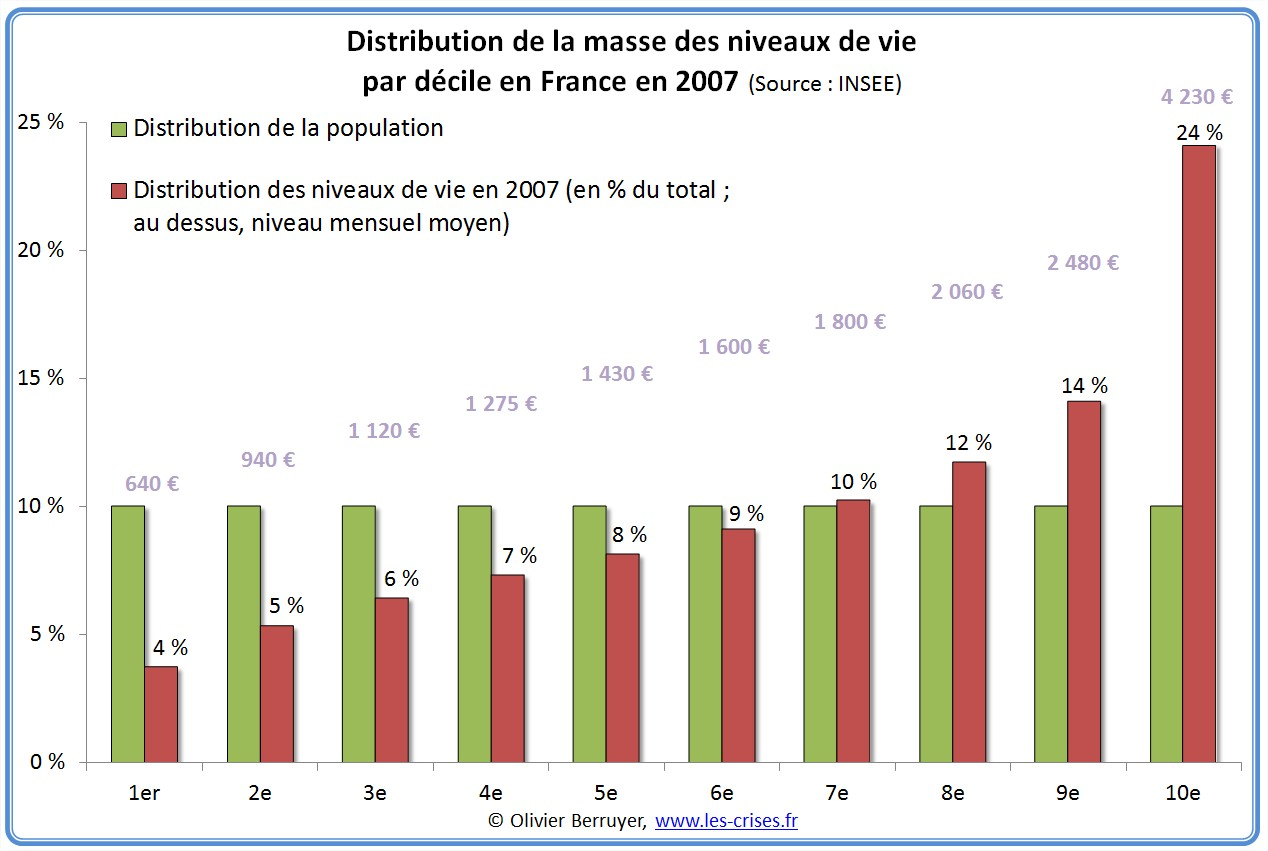 Distribution de la masse des niveaux de vie
par décile en France en 2007 (Source : INSEE)
4 230 €
25 %
Distribution de la population
24 %
Distribution des niveaux de vie en 2007 (en % du total ;
au dessus, niveau mensuel moyen)
20 %
2 480 €
2 060 €
1 800 €
1 600 €
15 %
1 430 €
14 %
1 275 €
1 120 €
12 %
940 €
640 €
10 %
10 %
9 %
8 %
7 %
6 %
5 %
5 %
4 %
0 %
1er 2e 3e 4e 5e 6e 7e 8e 9e 10e
© Olivier Berruyer, www.les-crises.fr